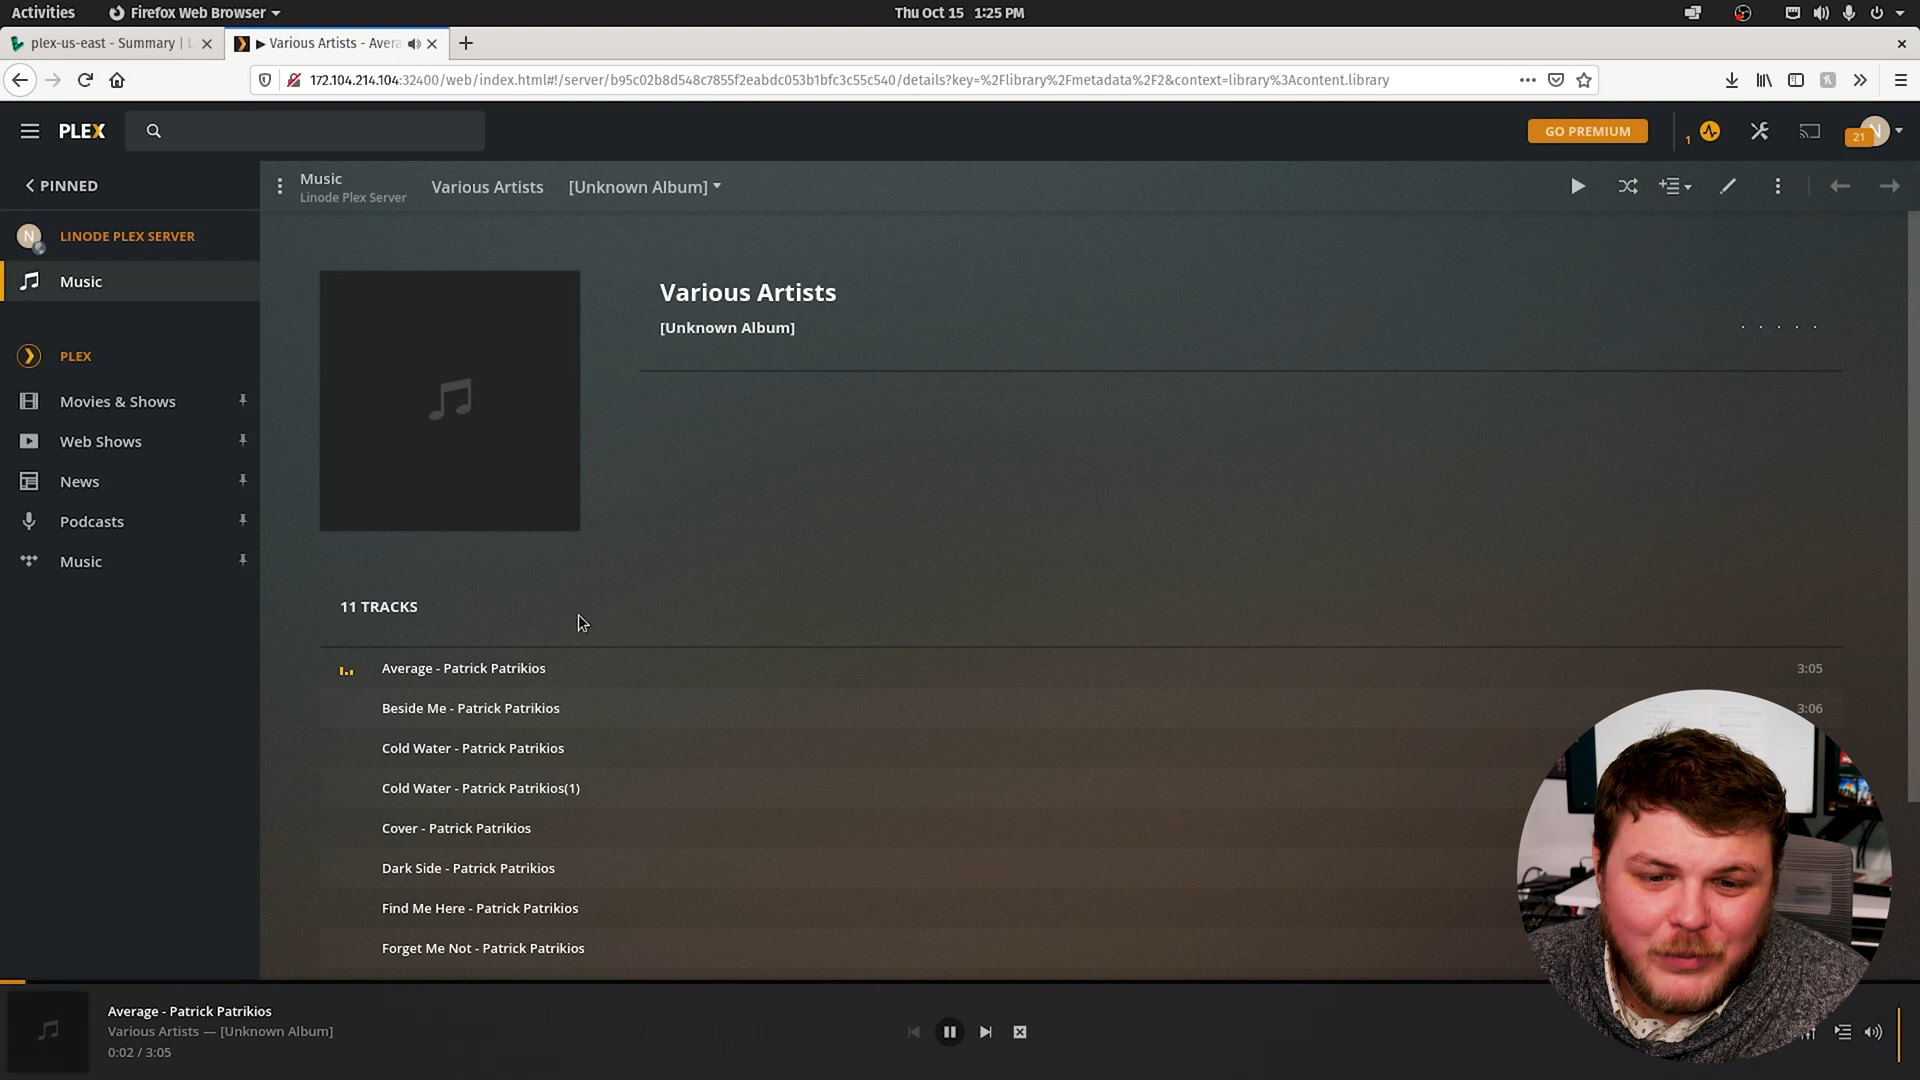 Activities
Firefox Web Browser
Thu Oct 15 1:25 PM
plex-us-east - Summary | L
▶ Various Artists - Avera
172.104.214.104:32400/web/index.html#!/server/b95c02b8d548c7855f2eabdc053b1bfc3c55c540/details?key=%2Flibrary%2Fmetadata%2F2&context=library%3Acontent.library
PLEX
GO PREMIUM
1
21
N
PINNED
Music
Linode Plex Server
Various Artists
[Unknown Album]
N
LINODE PLEX SERVER
Music
PLEX
Movies & Shows
Web Shows
News
Podcasts
Music
Various Artists
[Unknown Album]
11 TRACKS
Average - Patrick Patrikios
3:05
Beside Me - Patrick Patrikios
3:06
Cold Water - Patrick Patrikios
Cold Water - Patrick Patrikios(1)
Cover - Patrick Patrikios
Dark Side - Patrick Patrikios
Find Me Here - Patrick Patrikios
Forget Me Not - Patrick Patrikios
Average - Patrick Patrikios
Various Artists — [Unknown Album]
0:02 / 3:05